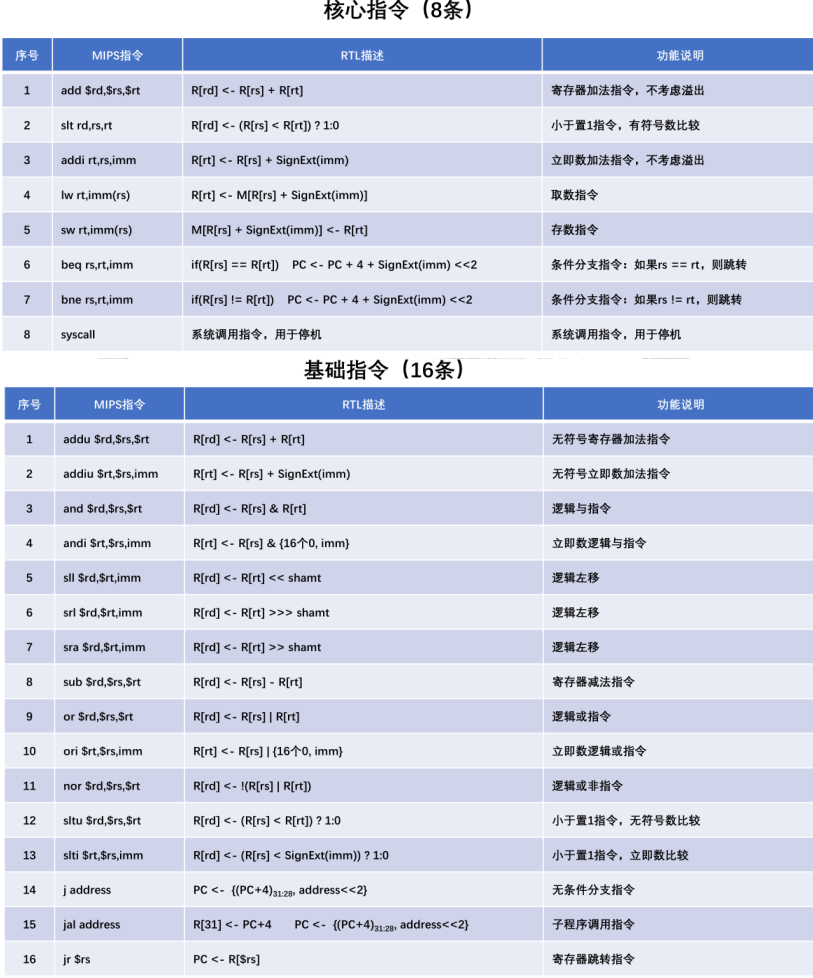 核心指令（8条）
序号 MIPS指令 RTL描述 功能说明
1 add $rd,$rs,$rt R[rd] <- R[rs] + R[rt] 寄存器加法指令，不考虑溢出
2 slt rd,rs,rt R[rd] <- (R[rs] < R[rt]) ? 1:0 小于置1指令，有符号数比较
3 addi rt,rs,imm R[rt] <- R[rs] + SignExt(imm) 立即数加法指令，不考虑溢出
4 lw rt,imm(rs) R[rt] <- M[R[rs] + SignExt(imm)] 取数指令
5 sw rt,imm(rs) M[R[rs] + SignExt(imm)] <- R[rt] 存数指令
6 beq rs,rt,imm if(R[rs] == R[rt]) PC <- PC + 4 + SignExt(imm) <<2 条件分支指令：如果rs == rt，则跳转
7 bne rs,rt,imm if(R[rs] != R[rt]) PC <- PC + 4 + SignExt(imm) <<2 条件分支指令：如果rs != rt，则跳转
8 syscall 系统调用指令，用于停机 系统调用指令，用于停机
基础指令（16条）
序号 MIPS指令 RTL描述 功能说明
1 addu $rd,$rs,$rt R[rd] <- R[rs] + R[rt] 无符号寄存器加法指令
2 addiu $rt,$rs,imm R[rt] <- R[rs] + SignExt(imm) 无符号立即数加法指令
3 and $rd,$rs,$rt R[rd] <- R[rs] & R[rt] 逻辑与指令
4 andi $rt,$rs,imm R[rt] <- R[rs] & {16个0, imm} 立即数逻辑与指令
5 sll $rd,$rt,imm R[rd] <- R[rt] << shamt 逻辑左移
6 srl $rd,$rt,imm R[rd] <- R[rt] >>> shamt 逻辑左移
7 sra $rd,$rt,imm R[rd] <- R[rt] >> shamt 逻辑左移
8 sub $rd,$rs,$rt R[rd] <- R[rs] - R[rt] 寄存器减法指令
9 or $rd,$rs,$rt R[rd] <- R[rs] | R[rt] 逻辑或指令
10 ori $rt,$rs,imm R[rt] <- R[rs] | {16个0, imm} 立即数逻辑或指令
11 nor $rd,$rs,$rt R[rd] <- !(R[rs] | R[rt]) 逻辑或非指令
12 sltu $rd,$rs,$rt R[rd] <- (R[rs] < R[rt]) ? 1:0 小于置1指令，无符号数比较
13 slti $rt,$rs,imm R[rd] <- (R[rs] < SignExt(imm)) ? 1:0 小于置1指令，立即数比较
14 j address PC <- {(PC+4)31:28, address<<2} 无条件分支指令
15 jal address R[31] <- PC+4 PC <- {(PC+4)31:28, address<<2} 子程序调用指令
16 jr $rs PC <- R[$rs] 寄存器跳转指令